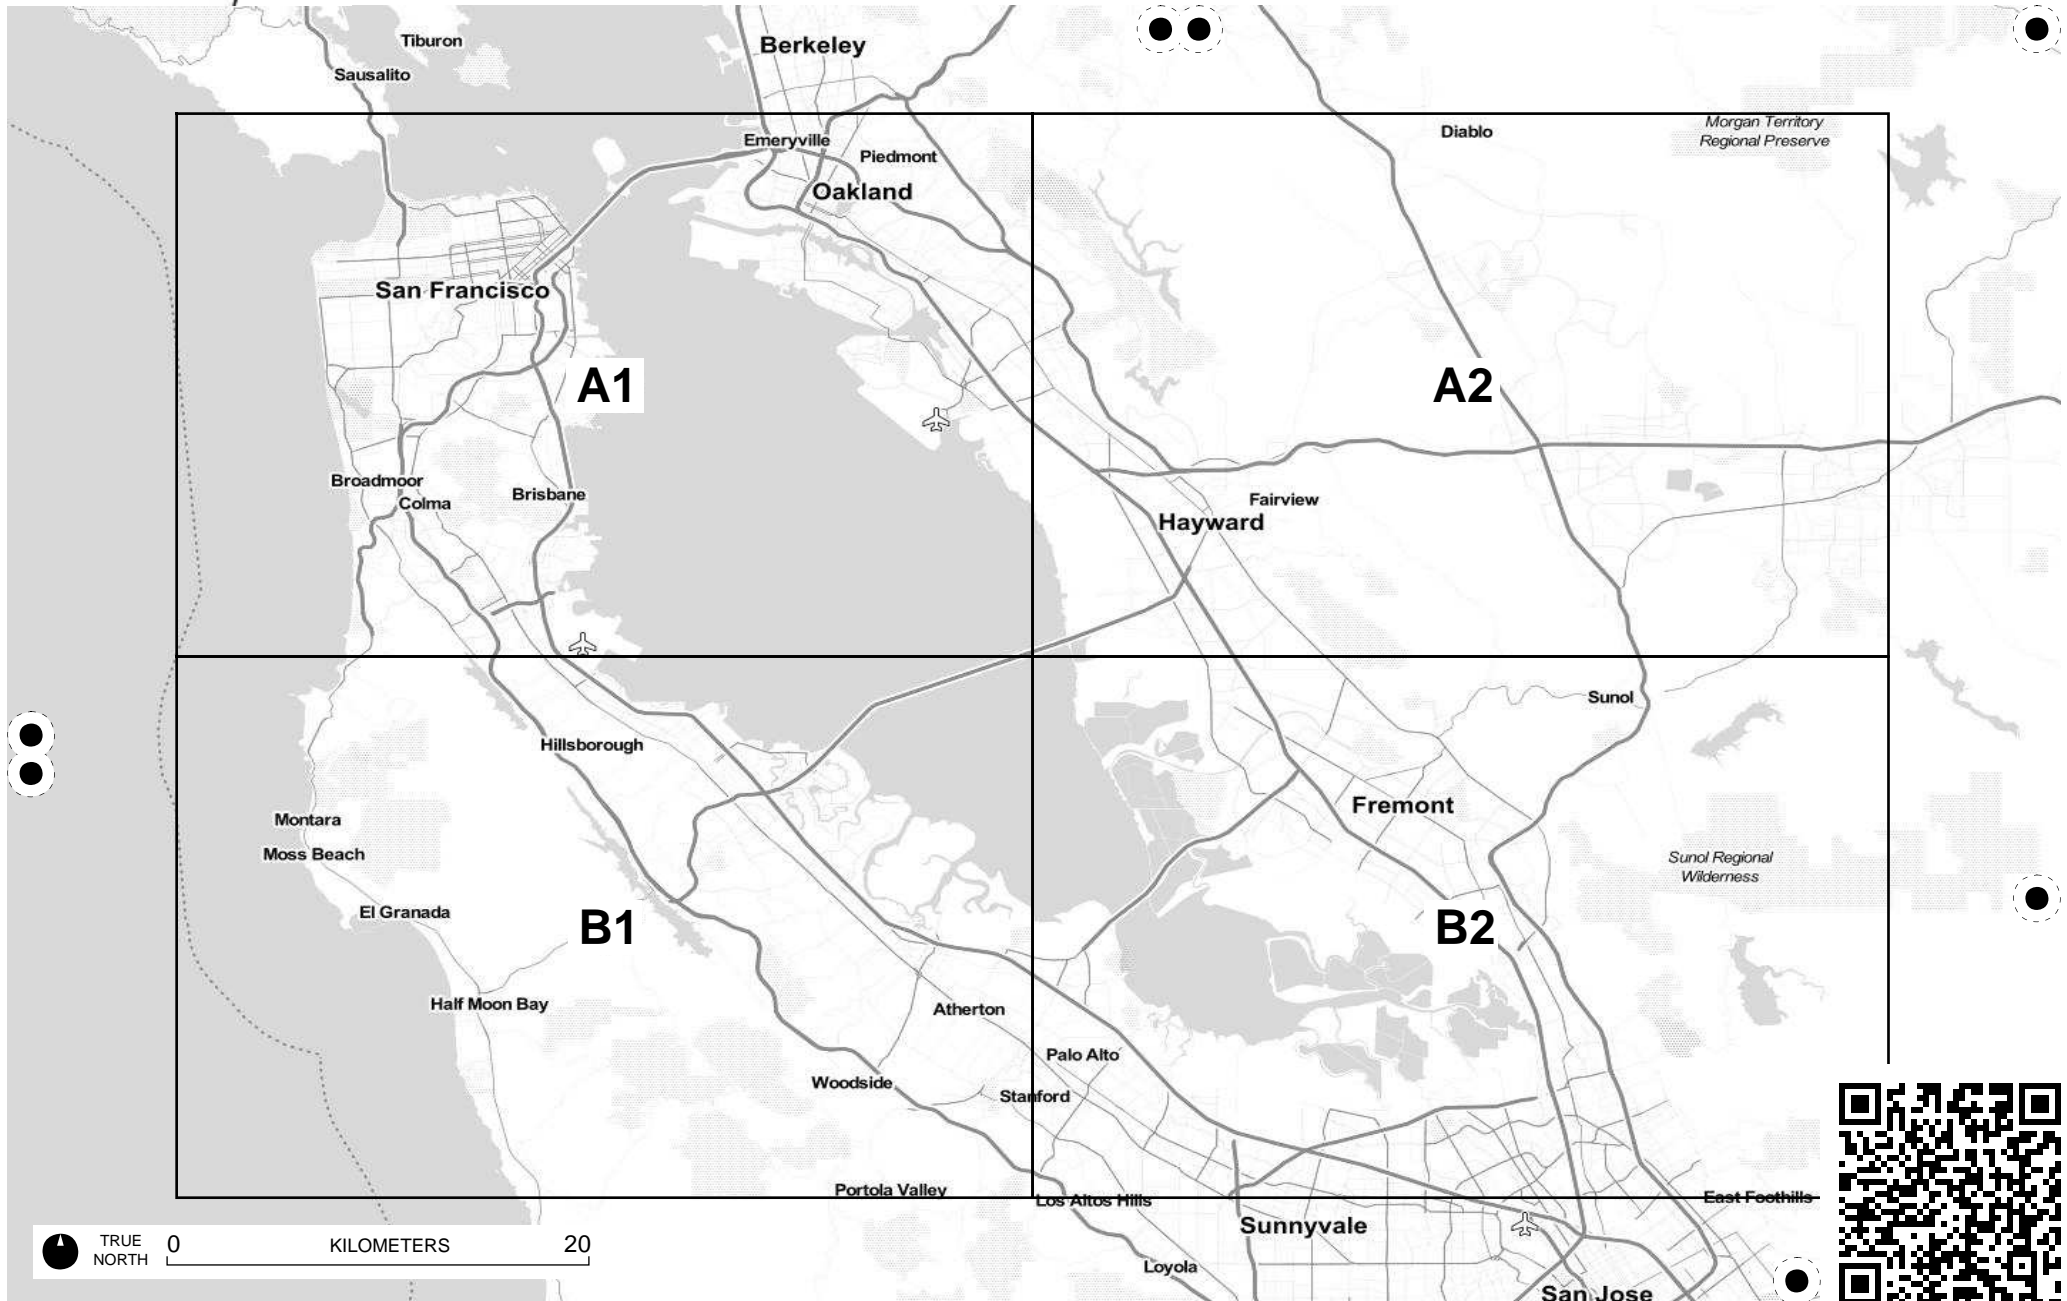 Tiburon
Berkeley
Sausalito
Morgan Territory
Regional Preserve
Diablo
Emeryville
Piedmont
Oakland
San Francisco
A1
A2
Broadmoor
Colma
Brisbane
Fairview
Hayward
Sunol
Hillsborough
Fremont
Montara
Moss Beach
Sunol Regional
Wilderness
El Granada
B1
B2
Half Moon Bay
Atherton
Palo Alto
Woodside
Stanford
Portola Valley
Los Altos Hills
East Foothills
Sunnyvale
TRUE
NORTH
0 KILOMETERS 20
Loyola
San Jose